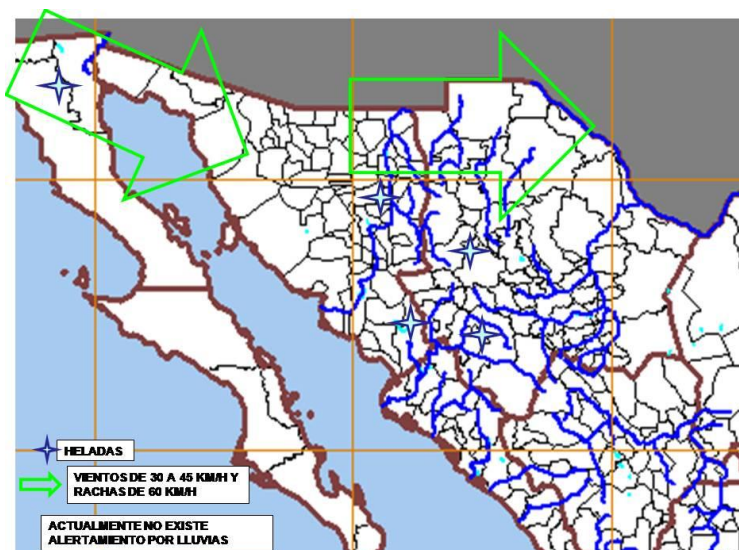 HELADAS
VIENTOS DE 30 A 45 KM/H Y
RACHAS DE 60 KM/H
ACTUALMENTE NO EXISTE
ALERTAMIENTO POR LLUVIAS